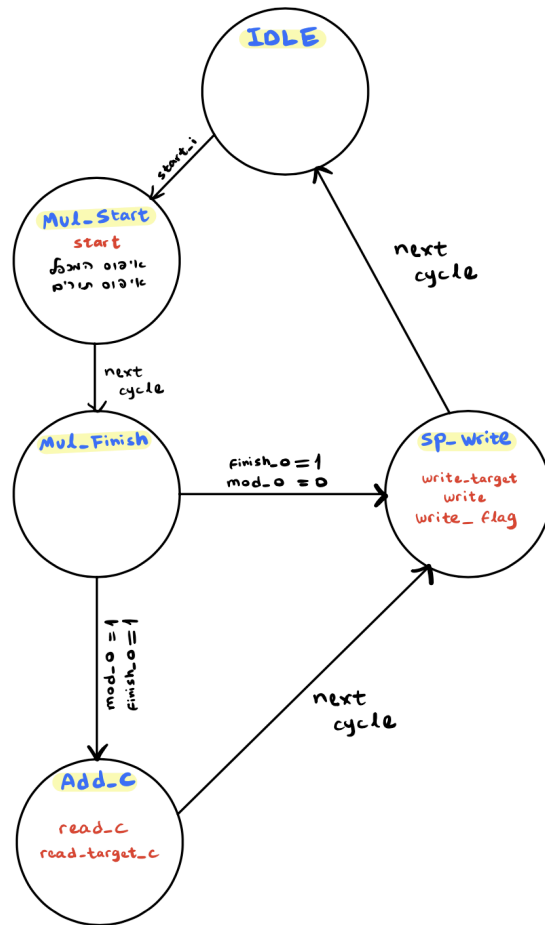 IDLE
start_i
Mul_Start
start
איפוס המכפל
איפוס
next
cycle
Mul_Finish
finish_o = 1
mod_o = 0
Sp_Write
write_target
write
write_flag
next
cycle
mod_o = 1
finish_o = 1
next
cycle
Add_C
read_c
read_target_c